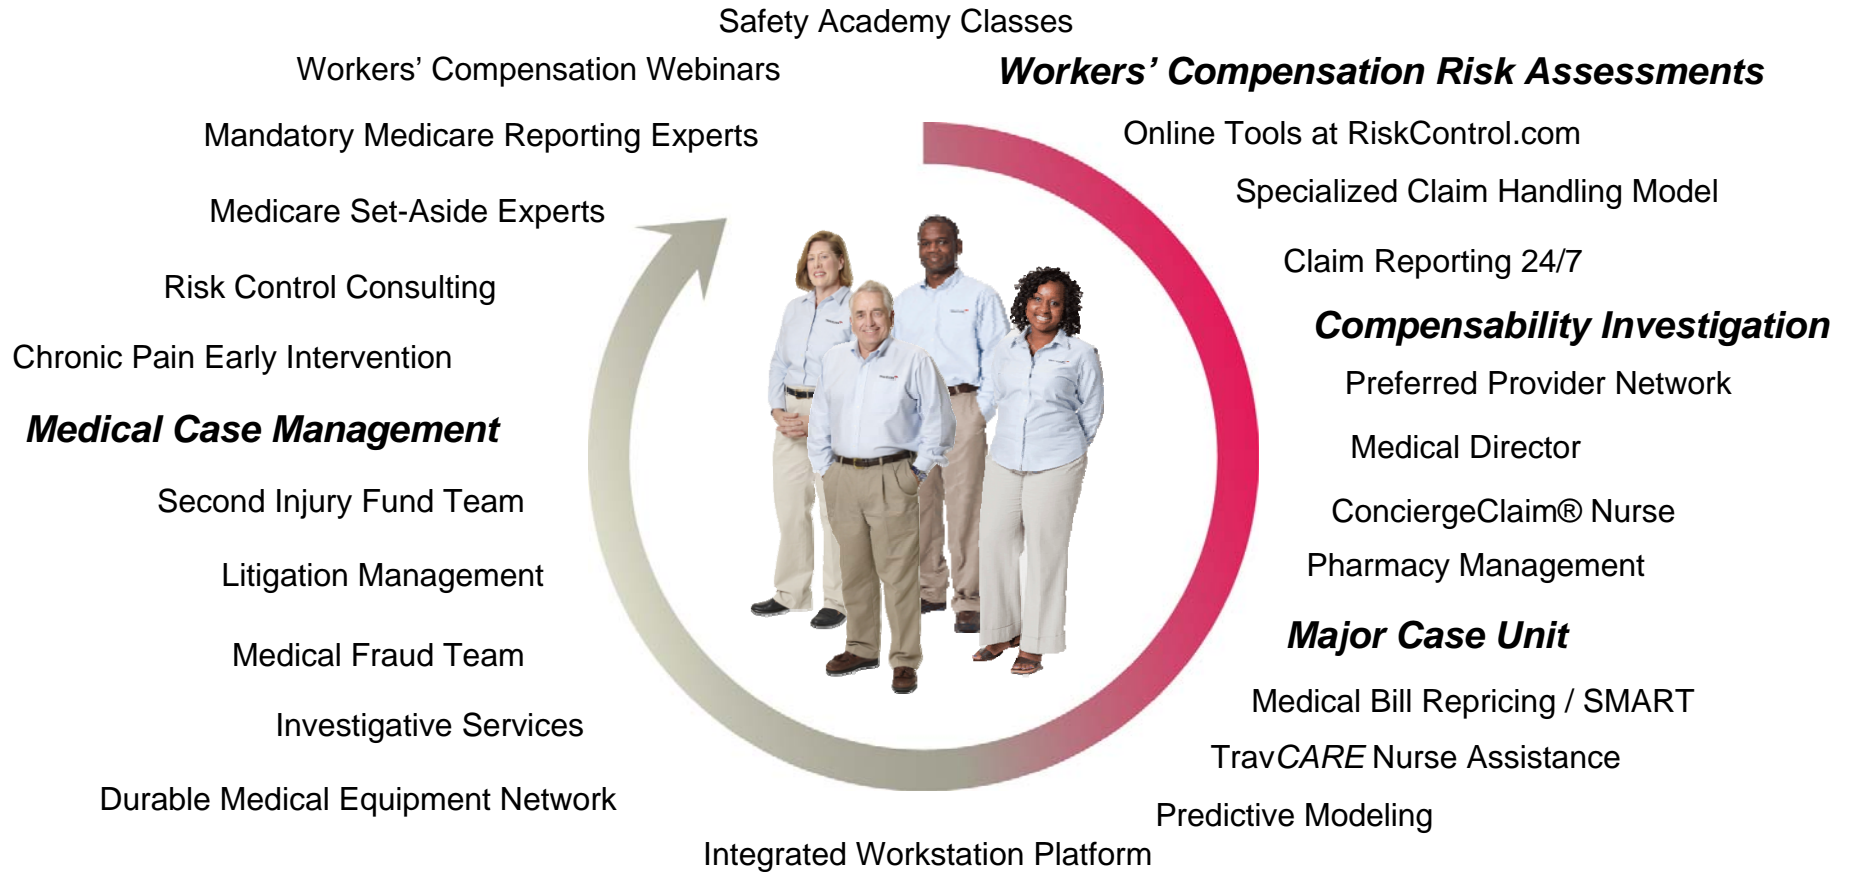 Safety Academy Classes
Workers’ Compensation Risk Assessments
Online Tools at RiskControl.com
Specialized Claim Handling Model
Claim Reporting 24/7
Compensability Investigation
Preferred Provider Network
Medical Director
ConciergeClaim® Nurse
Pharmacy Management
Major Case Unit
Medical Bill Repricing / SMART
TravCARE Nurse Assistance
Predictive Modeling
Integrated Workstation Platform
Durable Medical Equipment Network
Investigative Services
Medical Fraud Team
Litigation Management
Second Injury Fund Team
Medical Case Management
Chronic Pain Early Intervention
Risk Control Consulting
Medicare Set-Aside Experts
Mandatory Medicare Reporting Experts
Workers’ Compensation Webinars